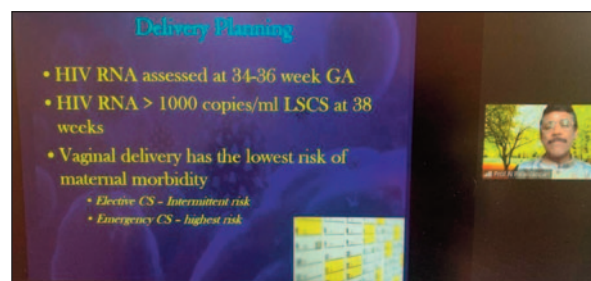 Delivery Planning
• HIV RNA assessed at 34-36 week GA
• HIV RNA > 1000 copies/ml LSCS at 38
weeks
• Vaginal delivery has the lowest risk of
maternal morbidity
• Elective CS – Intermittent risk
• Emergency CS – highest risk
Prof.N